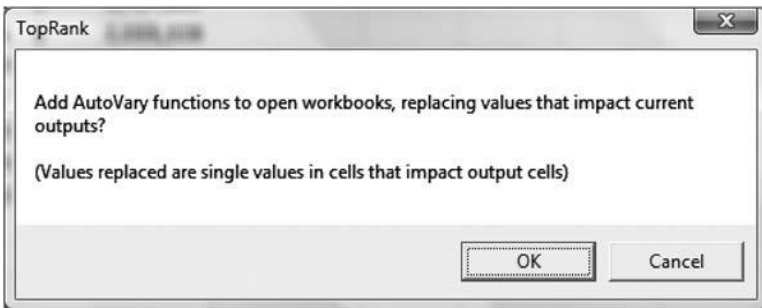 TopRank
Add AutoVary functions to open workbooks, replacing values that impact current
outputs?
(Values replaced are single values in cells that impact output cells)
OK
Cancel